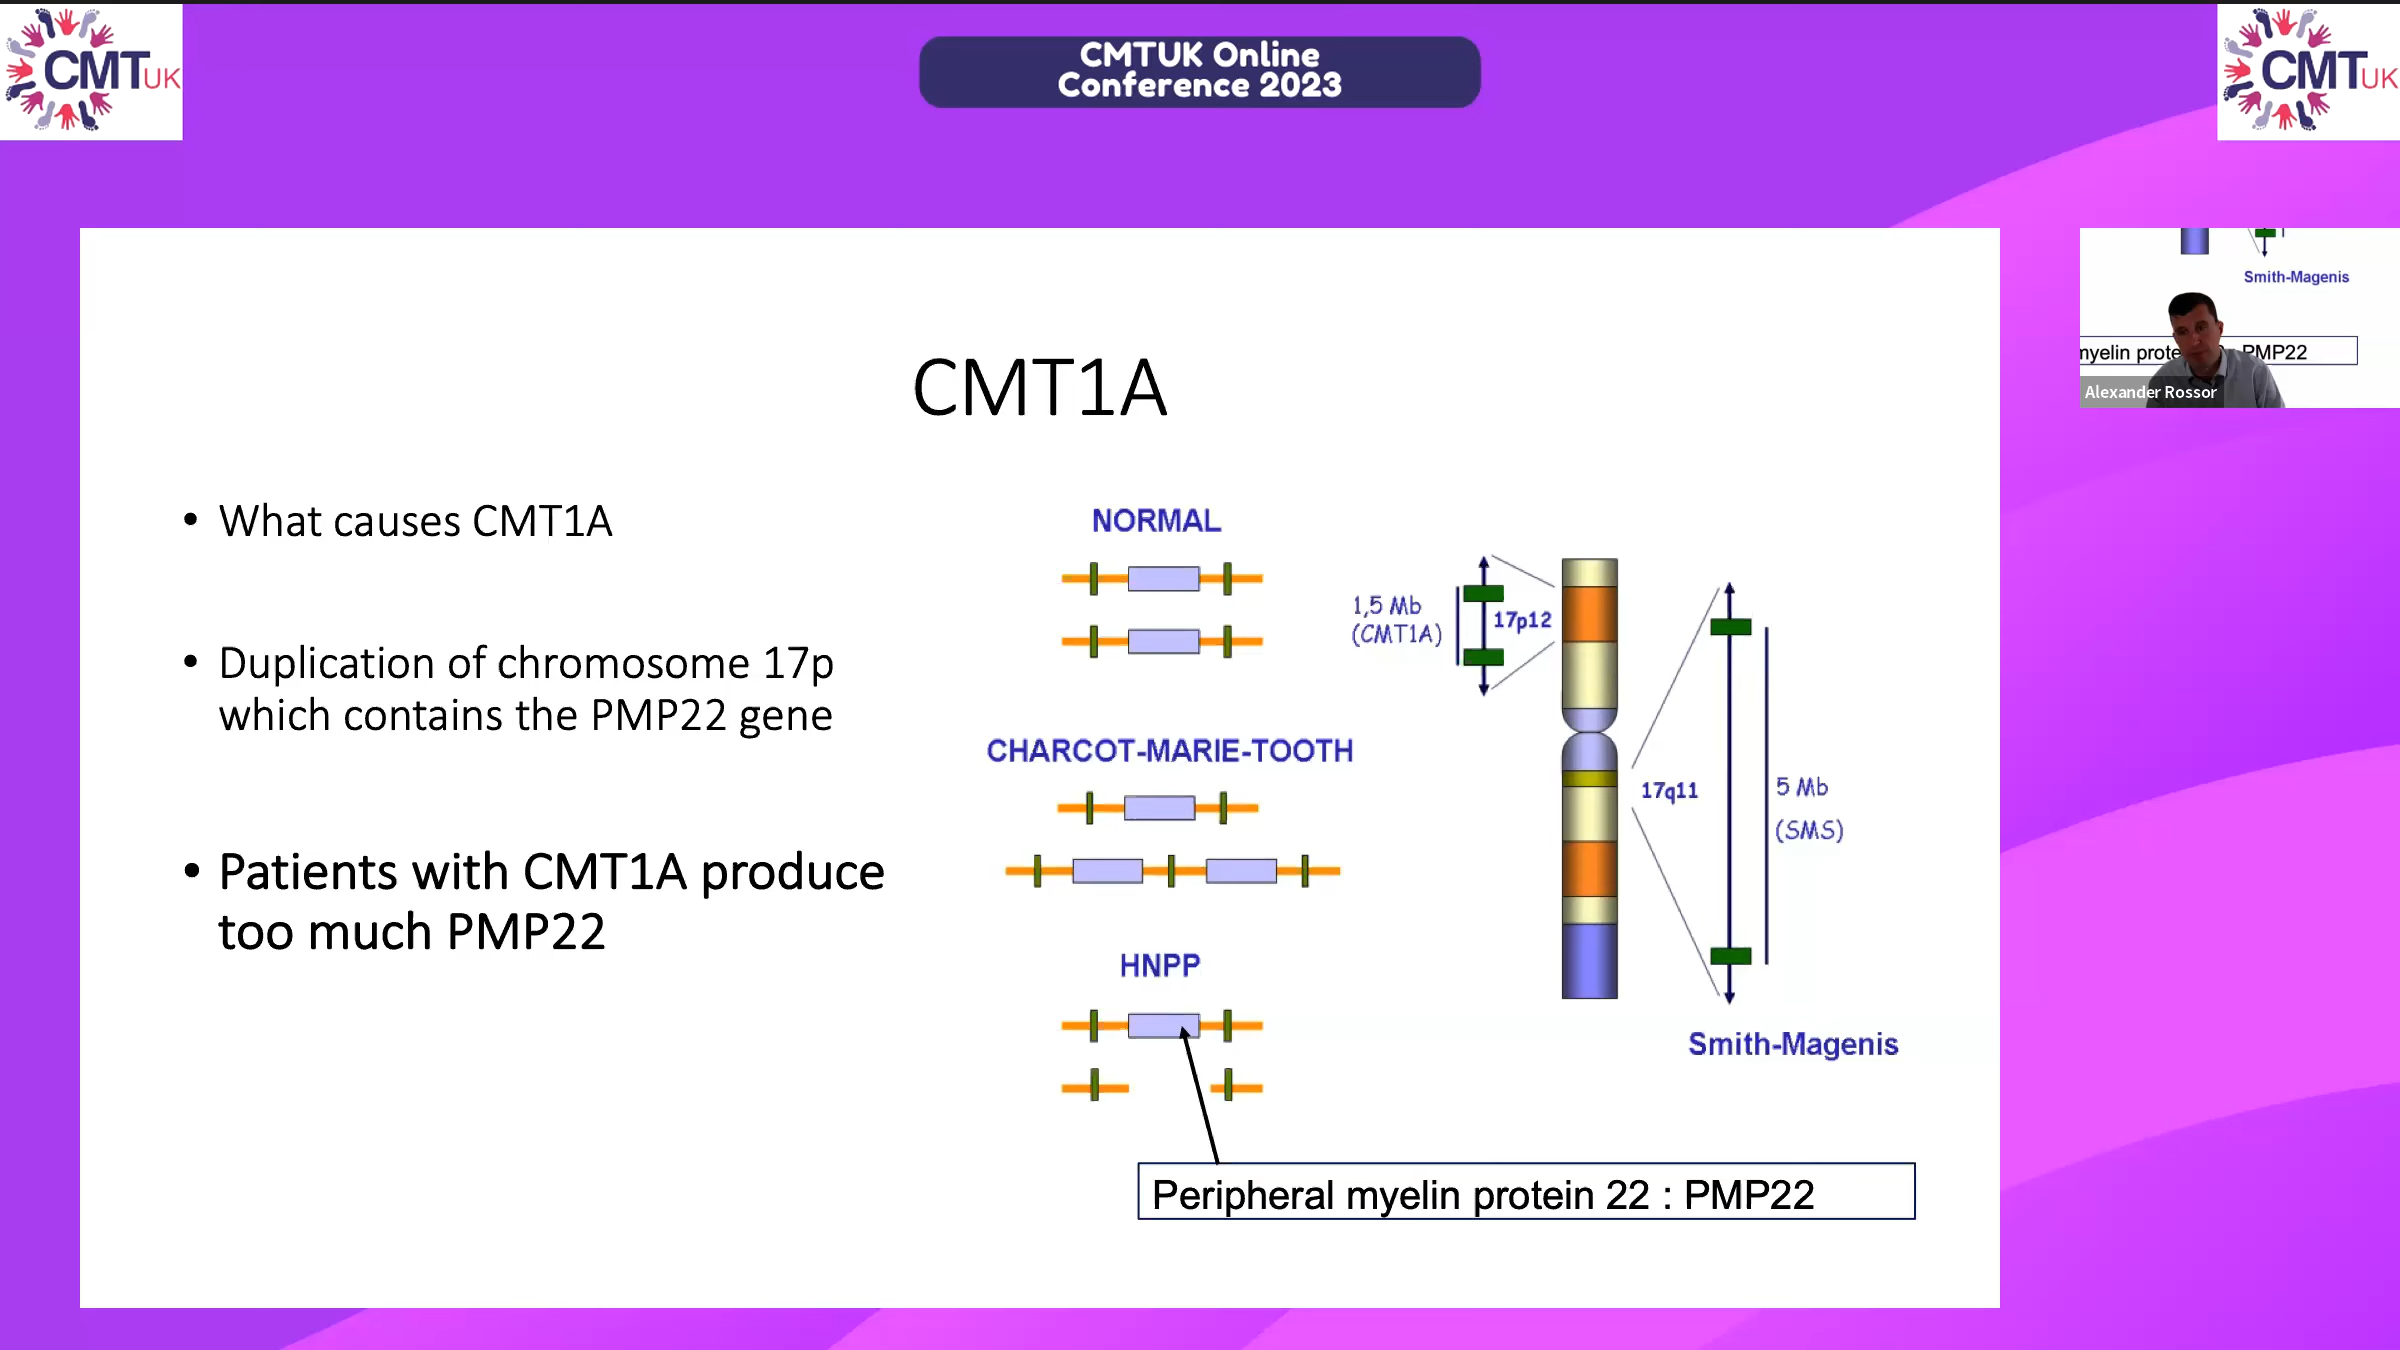 CMTUK
CMTUK Online
Conference 2023
CMTUK
CMT1A
• What causes CMT1A
• Duplication of chromosome 17p
which contains the PMP22 gene
• Patients with CMT1A produce
too much PMP22
NORMAL
CHARCOT-MARIE-TOOTH
HNPP
1,5 Mb
(CMT1A)
17p12
17q11
5 Mb
(SMS)
Smith-Magenis
Peripheral myelin protein 22 : PMP22
Smith-Magenis
myelin prote PMP22
Alexander Rossor